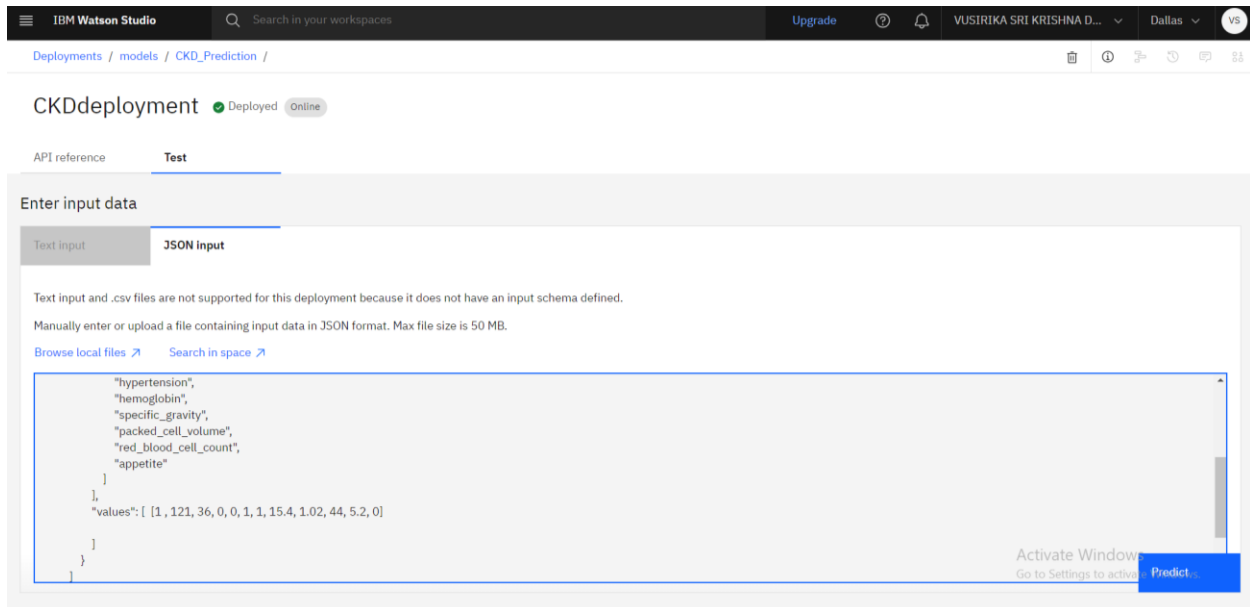 IBM Watson Studio
Search in your workspaces
Upgrade
VUSIRIKA SRI KRISHNA D...
Dallas
VS
Deployments / models / CKD_Prediction /
CKDdeployment
Deployed
Online
API reference
Test
Enter input data
Text input
JSON input
Text input and .csv files are not supported for this deployment because it does not have an input schema defined.
Manually enter or upload a file containing input data in JSON format. Max file size is 50 MB.
Browse local files
Search in space
"hypertension",
"hemoglobin",
"specific_gravity",
"packed_cell_volume",
"red_blood_cell_count",
"appetite"
]
],
"values": [ [1 , 121, 36, 0, 0, 1, 1, 15.4, 1.02, 44, 5.2, 0]
]
}
]
Activate Windows
Go to Settings to activate Windows.
Predict